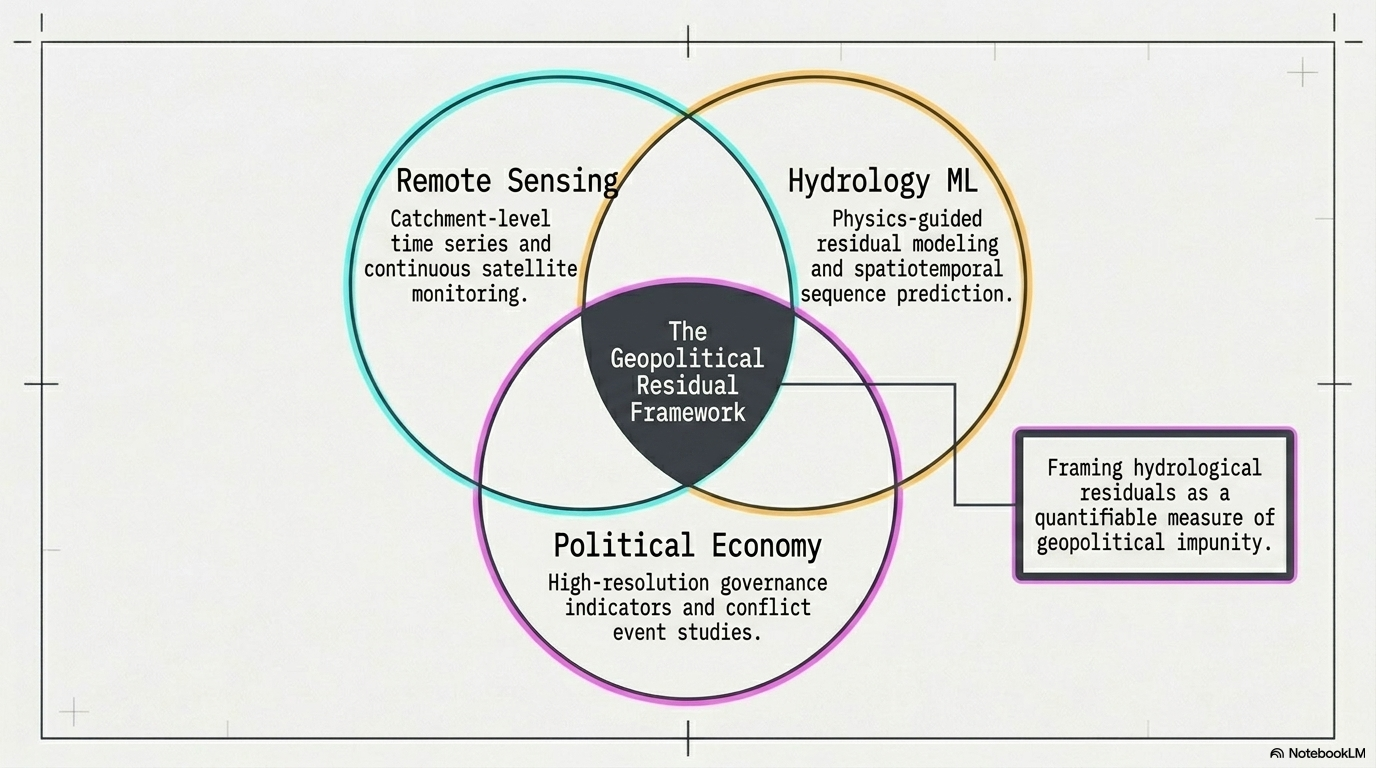 Remote Sensing
Catchment-level
time series and
continuous satellite
monitoring.
Hydrology ML
Physics-guided
residual modeling
and spatiotemporal
sequence prediction.
The
Geopolitical
Residual
Framework
Framing hydrological
residuals as a
quantifiable measure of
geopolitical impunity.
Political Economy
High-resolution governance
indicators and conflict
event studies.
NotebookLM